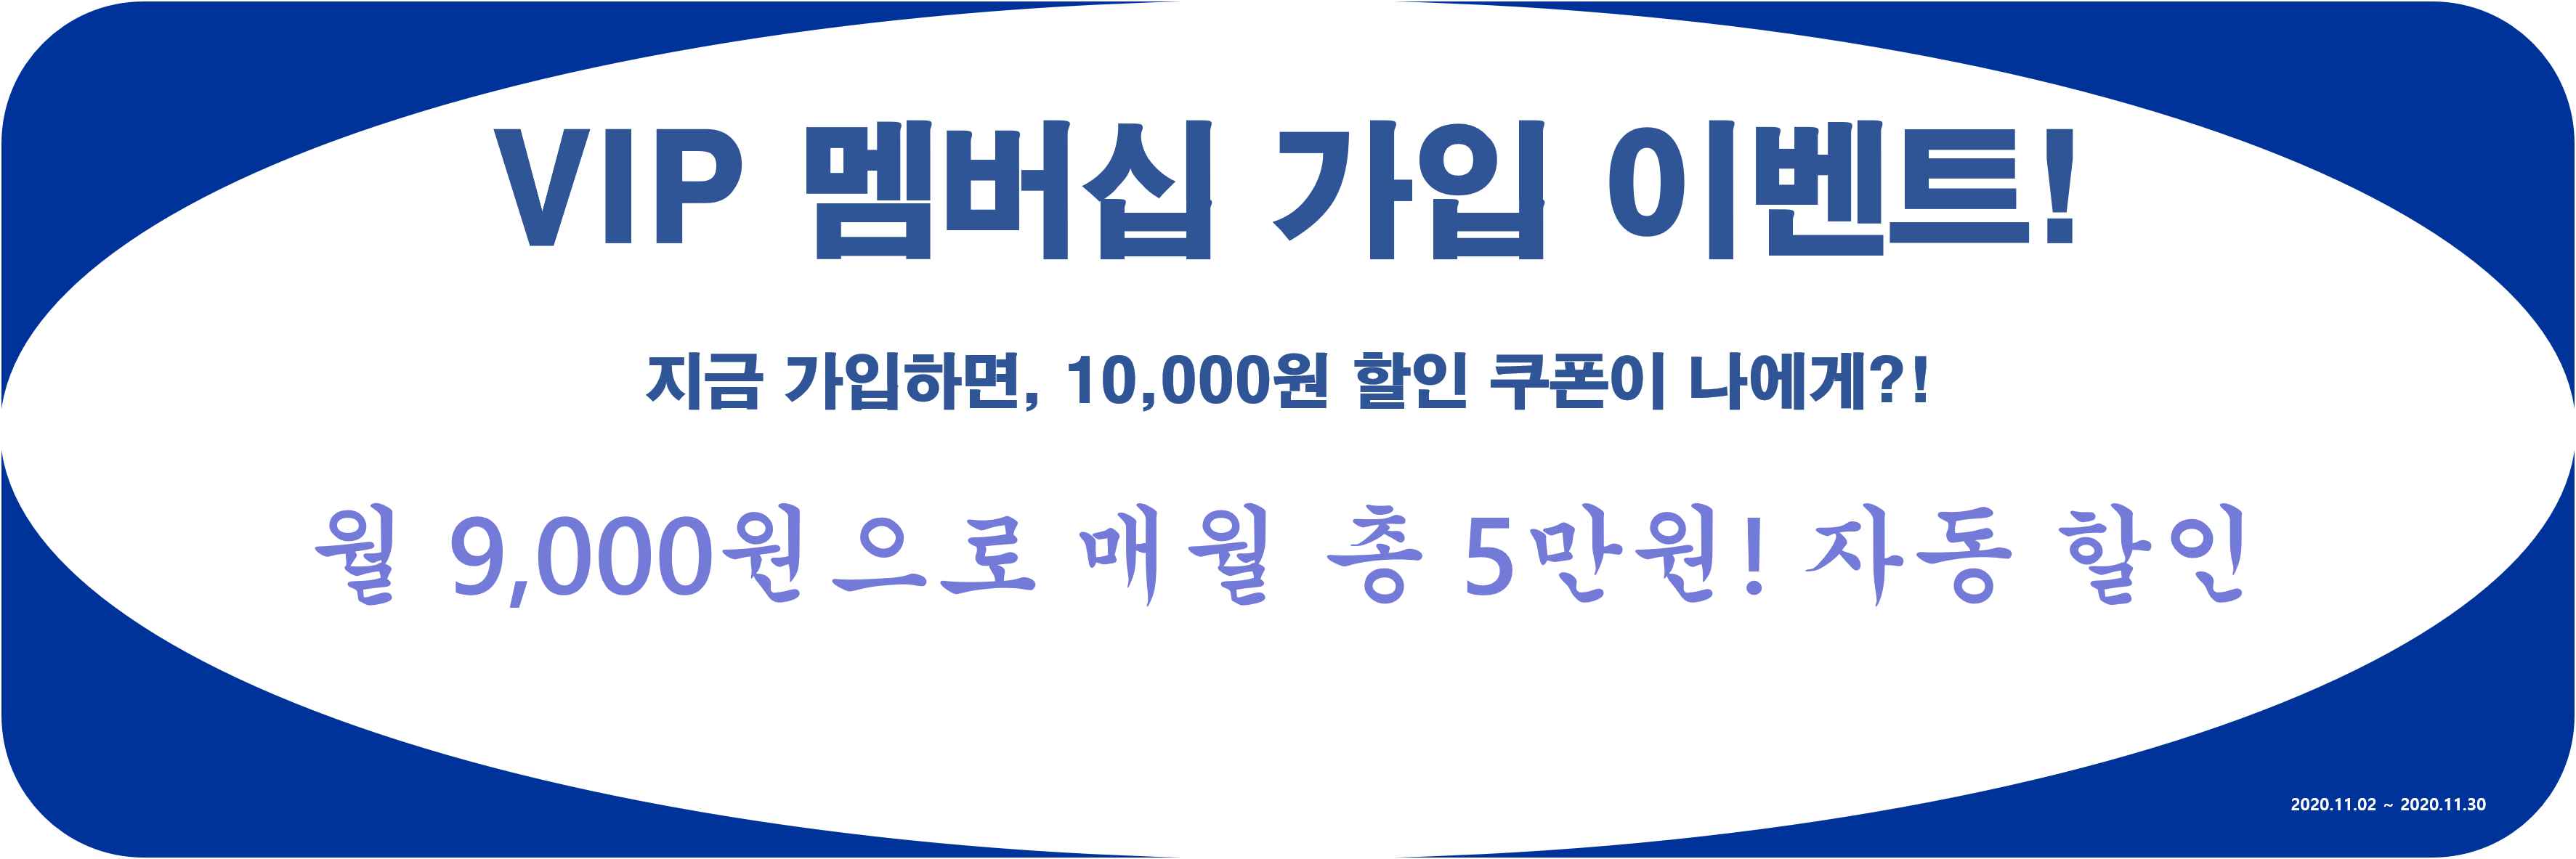 VIP 멤버십 가입 이벤트!
지금 가입하면, 10,000원 할인 쿠폰이 나에게?!
월 9,000원으로 매월 총 5만원! 자동 할인
2020.11.02 ~ 2020.11.30